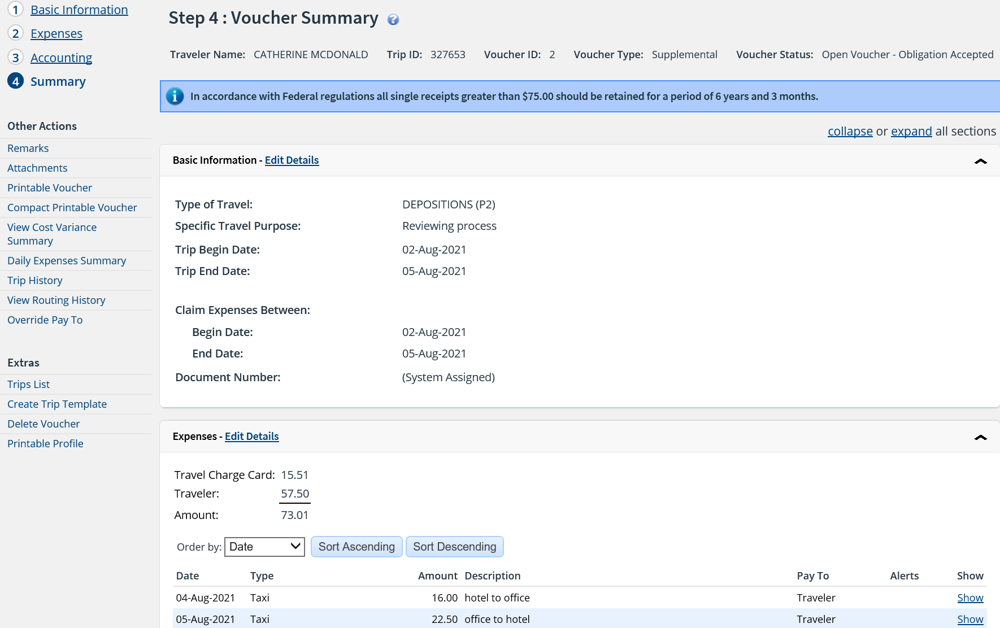 1 Basic Information
2 Expenses
3 Accounting
4 Summary
Other Actions
Remarks
Attachments
Printable Voucher
Compact Printable Voucher
View Cost Variance
Summary
Daily Expenses Summary
Trip History
View Routing History
Override Pay To
Extras
Trips List
Create Trip Template
Delete Voucher
Printable Profile
Step 4 : Voucher Summary ?
Traveler Name: CATHERINE MCDONALD Trip ID: 327653 Voucher ID: 2 Voucher Type: Supplemental Voucher Status: Open Voucher - Obligation Accepted
i In accordance with Federal regulations all single receipts greater than $75.00 should be retained for a period of 6 years and 3 months.
collapse or expand all sections
Basic Information - Edit Details
Type of Travel: DEPOSITIONS (P2)
Specific Travel Purpose: Reviewing process
Trip Begin Date: 02-Aug-2021
Trip End Date: 05-Aug-2021
Claim Expenses Between:
Begin Date: 02-Aug-2021
End Date: 05-Aug-2021
Document Number: (System Assigned)
Expenses - Edit Details
Travel Charge Card: 15.51
Traveler: 57.50
Amount: 73.01
Order by: Date Sort Ascending Sort Descending
Date Type Amount Description Pay To Alerts Show
04-Aug-2021 Taxi 16.00 hotel to office Traveler Show
05-Aug-2021 Taxi 22.50 office to hotel Traveler Show